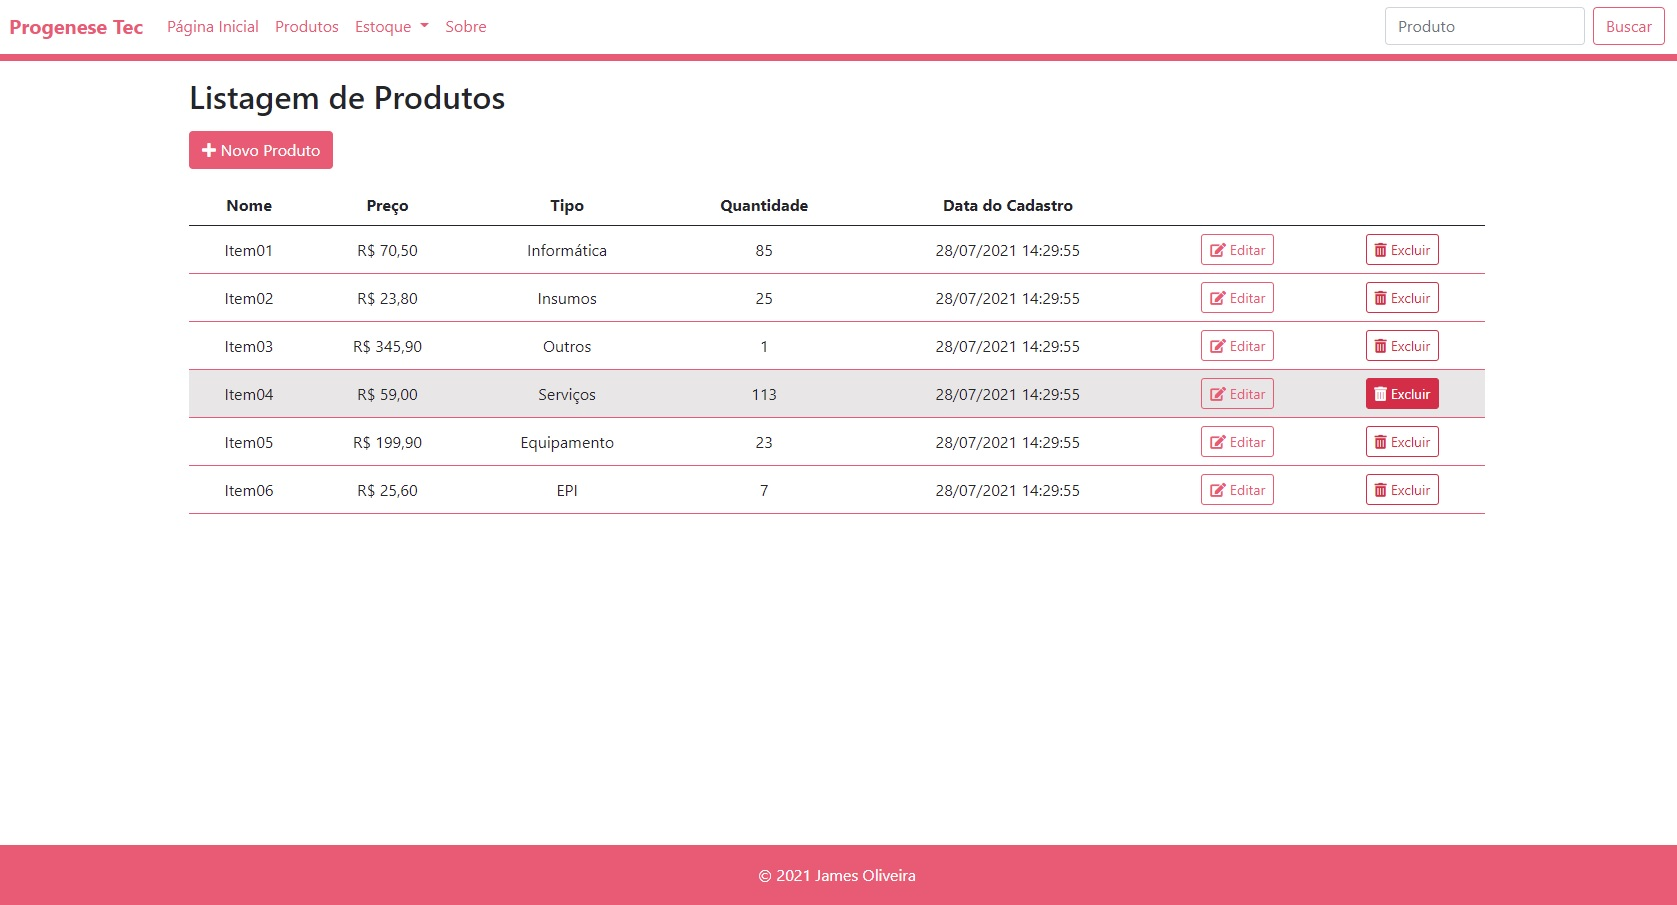 Progenese Tec Página Inicial Produtos Estoque Sobre Produto Buscar
Listagem de Produtos
Novo Produto
Nome Preço Tipo Quantidade Data do Cadastro
Item01 R$ 70,50 Informática 85 28/07/2021 14:29:55 Editar Excluir
Item02 R$ 23,80 Insumos 25 28/07/2021 14:29:55 Editar Excluir
Item03 R$ 345,90 Outros 1 28/07/2021 14:29:55 Editar Excluir
Item04 R$ 59,00 Serviços 113 28/07/2021 14:29:55 Editar Excluir
Item05 R$ 199,90 Equipamento 23 28/07/2021 14:29:55 Editar Excluir
Item06 R$ 25,60 EPI 7 28/07/2021 14:29:55 Editar Excluir
© 2021 James Oliveira